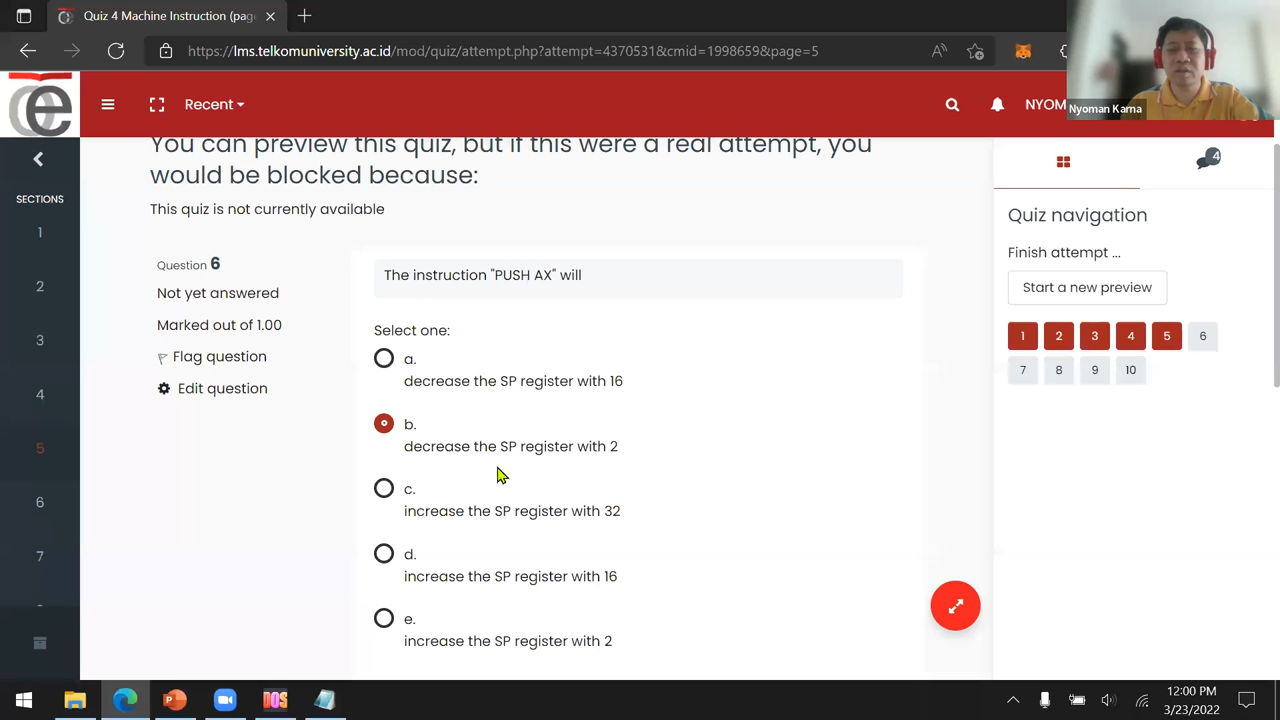 Quiz 4 Machine Instruction (pag
https://lms.telkomuniversity.ac.id/mod/quiz/attempt.php?attempt=4370531&cmid=1998659&page=5
Nyoman Karna
Recent
NYOM
SECTIONS
1
2
3
4
5
6
7
You can preview this quiz, but if this were a real attempt, you
would be blocked because:
This quiz is not currently available
Question 6
Not yet answered
Marked out of 1.00
Flag question
Edit question
The instruction "PUSH AX" will
Select one:
a.
decrease the SP register with 16
b.
decrease the SP register with 2
c.
increase the SP register with 32
d.
increase the SP register with 16
e.
increase the SP register with 2
4
Quiz navigation
Finish attempt ...
Start a new preview
1 2 3 4 5 6
7 8 9 10
DOS
12:00 PM
3/23/2022